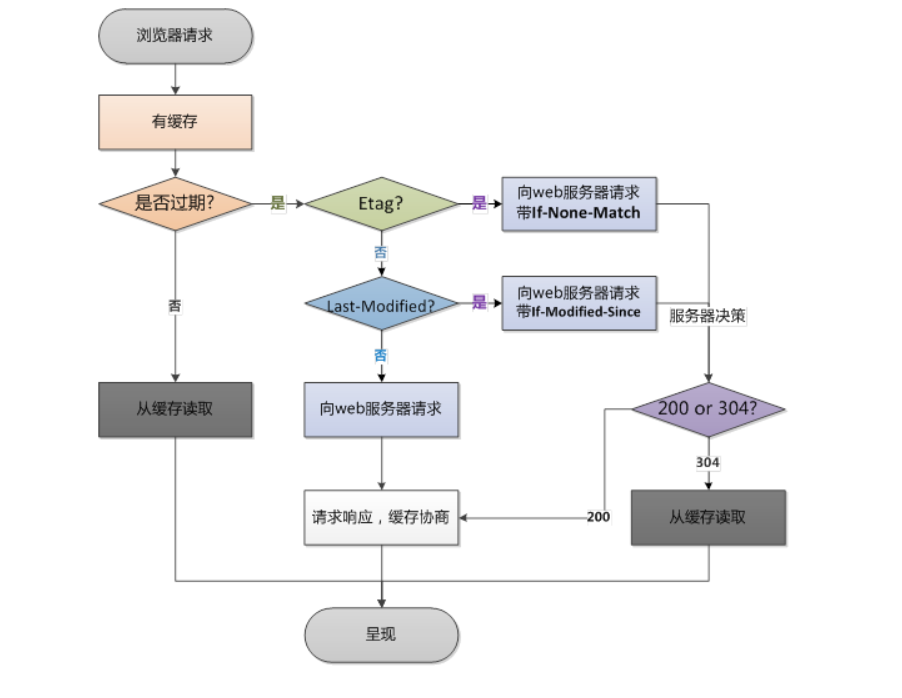 浏览器请求
有缓存
是否过期?
是
Etag?
是
向web服务器请求
带If-None-Match
否
否
Last-Modified?
是
向web服务器请求
带If-Modified-Since
服务器决策
否
从缓存读取
向web服务器请求
200 or 304?
304
请求响应，缓存协商
200
从缓存读取
呈现